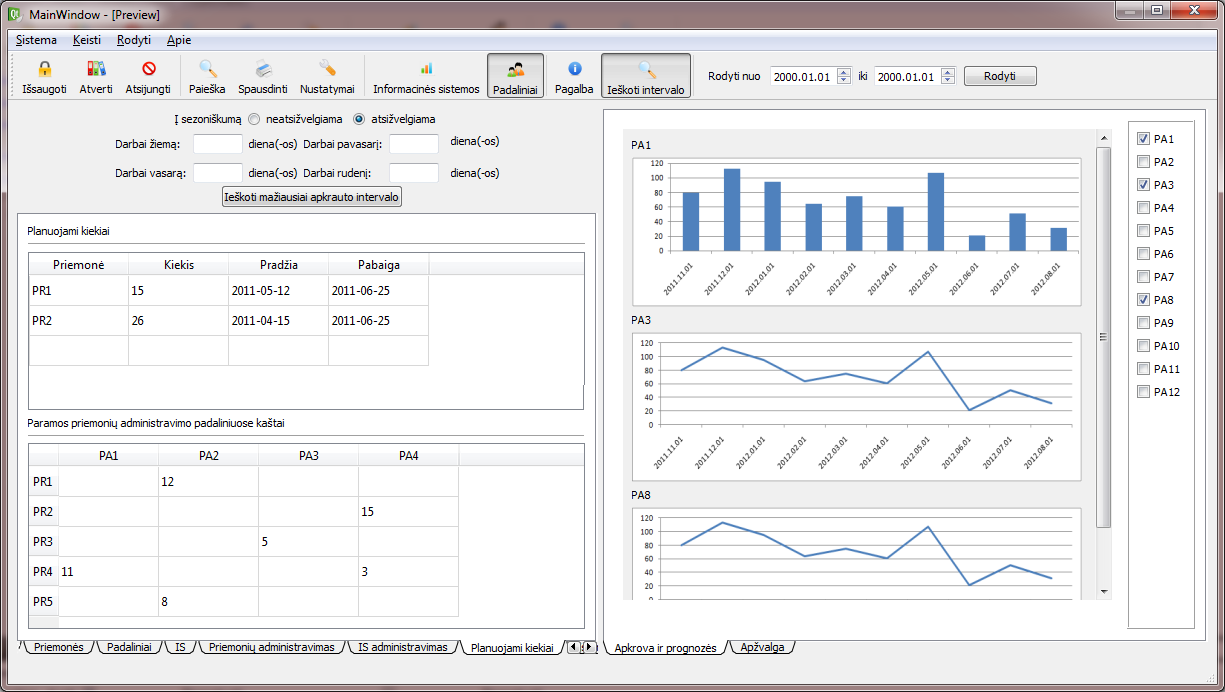 MainWindow - [Preview]
Sistema Keisti Rodyti Apie
Išsaugoti Atverti Atsijungti Paieška Spausdinti Nustatymai Informacinės sistemos Padaliniai Pagalba Ieškoti intervalo Rodyti nuo 2000.01.01 iki 2000.01.01 Rodyti
Į sezoniškumą neatsižvelgiama atsižvelgiama
Darbai žiemą: diena(-os) Darbai pavasarį: diena(-os)
Darbai vasarą: diena(-os) Darbai rudenį: diena(-os)
Ieškoti mažiausiai apkrauto intervalo
Planuojami kiekiai
Priemonė Kiekis Pradžia Pabaiga
PR1 15 2011-05-12 2011-06-25
PR2 26 2011-04-15 2011-06-25
Paramos priemonių administravimo padaliniuose kaštai
PA1 PA2 PA3 PA4
PR1 12
PR2 15
PR3 5
PR4 11 3
PR5 8
Priemonės Padaliniai IS Priemonių administravimas IS administravimas Planuojami kiekiai
PA1
120
100
80
60
40
20
0
2011.11.01 2011.12.01 2012.01.01 2012.02.01 2012.03.01 2012.04.01 2012.05.01 2012.06.01 2012.07.01 2012.08.01
PA3
120
100
80
60
40
20
0
2011.11.01 2011.12.01 2012.01.01 2012.02.01 2012.03.01 2012.04.01 2012.05.01 2012.06.01 2012.07.01 2012.08.01
PA8
120
100
80
60
40
20
0
Apkrova ir prognozės Apžvalga
PA1
PA2
PA3
PA4
PA5
PA6
PA7
PA8
PA9
PA10
PA11
PA12